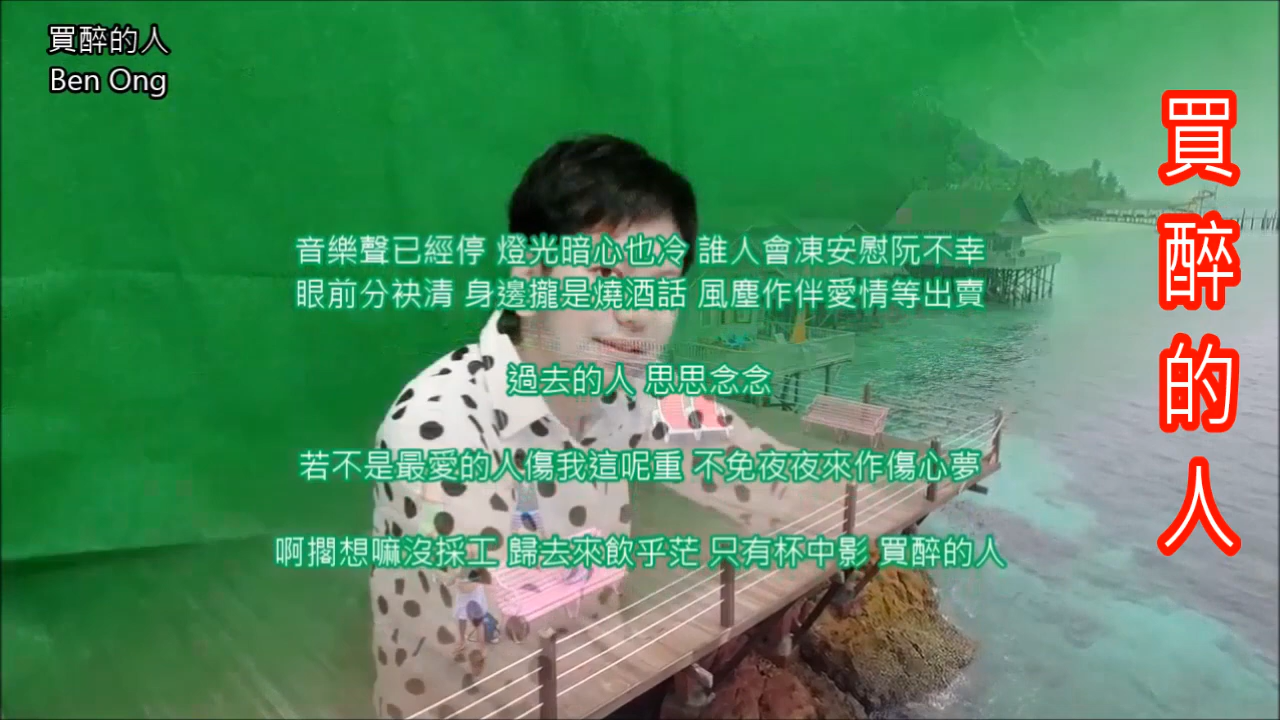 買醉的人
Ben Ong
音樂聲已經停 燈光暗心也冷 誰人會凍安慰阮不幸
眼前分袂清 身邊攏是燒酒話 風塵作伴愛情等出賣
過去的人 思思念念
若不是最愛的人傷我這呢重 不免夜夜來作傷心夢
啊擱想嘛沒採工 歸去來飲乎茫 只有杯中影 買醉的人
買醉的人